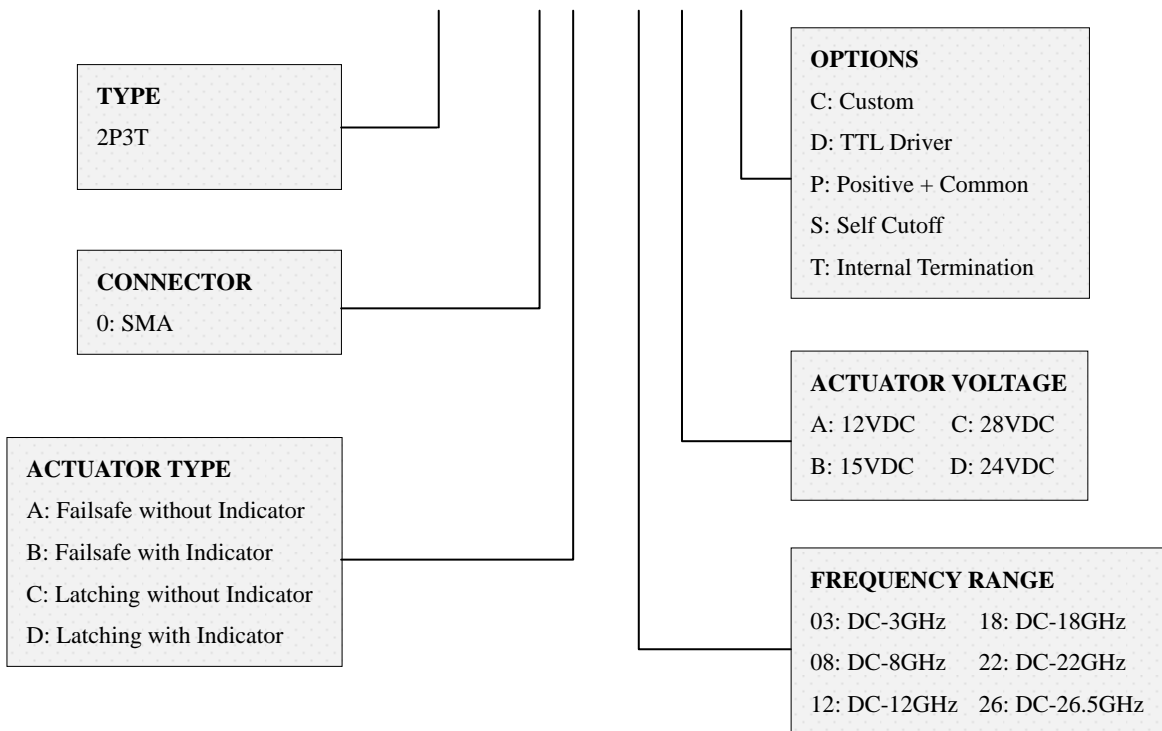 TYPE
2P3T
CONNECTOR
0: SMA
ACTUATOR TYPE
A: Failsafe without Indicator
B: Failsafe with Indicator
C: Latching without Indicator
D: Latching with Indicator
OPTIONS
C: Custom
D: TTL Driver
P: Positive + Common
S: Self Cutoff
T: Internal Termination
ACTUATOR VOLTAGE
A: 12VDC C: 28VDC
B: 15VDC D: 24VDC
FREQUENCY RANGE
03: DC-3GHz 18: DC-18GHz
08: DC-8GHz 22: DC-22GHz
12: DC-12GHz 26: DC-26.5GHz